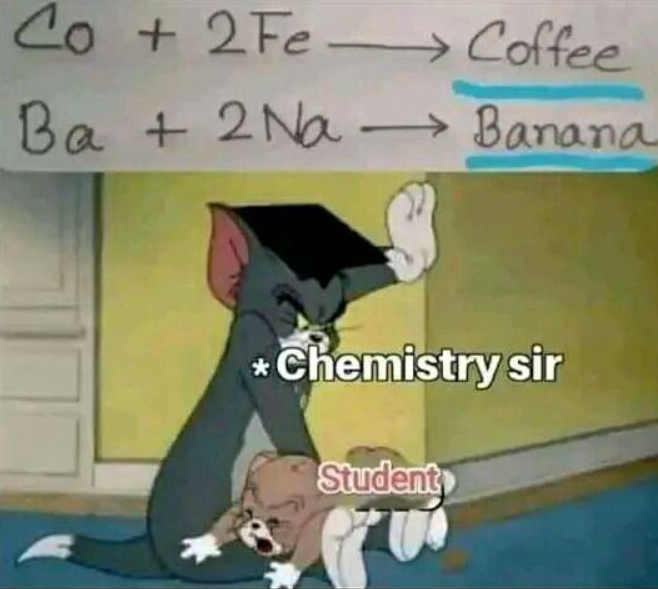 Co + 2Fe → Coffee
Ba + 2Na → Banana
* Chemistry sir
Student